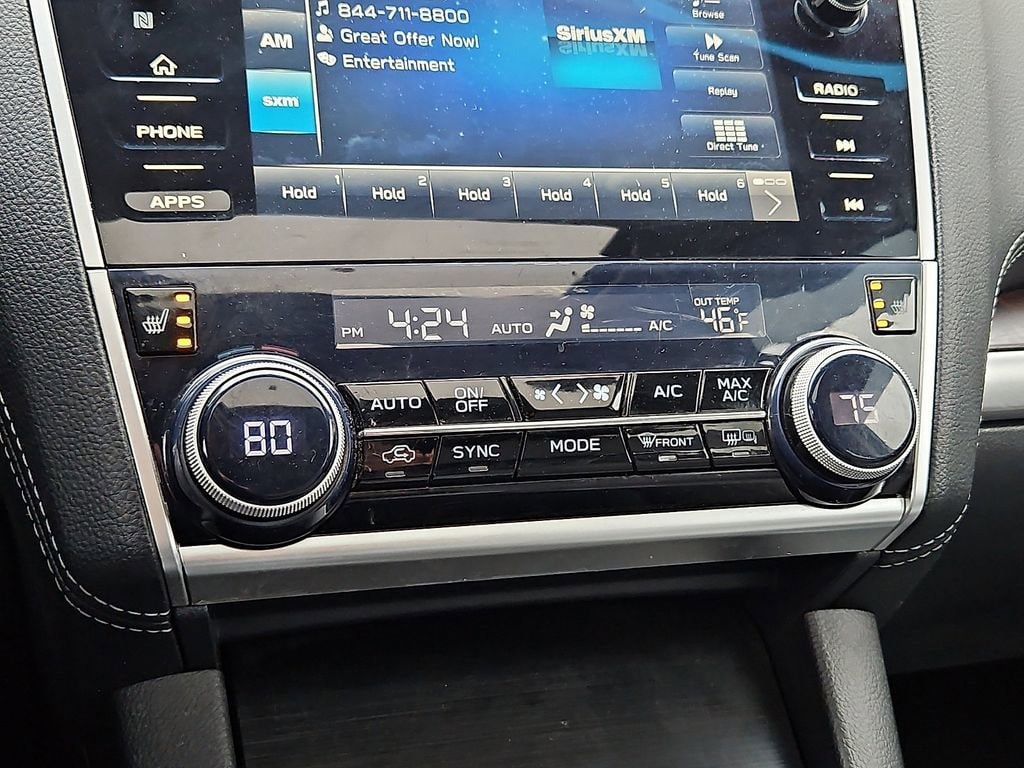 844-711-8800
Great Offer Now!
Entertainment
AM
sxm
SiriusXM
Browse
Tune Scan
Replay
Direct Tune
PHONE
APPS
RADIO
Hold 1
Hold 2
Hold 3
Hold 4
Hold 5
Hold 6
PM 4:24 AUTO A/C
OUT TEMP
46°F
80
75
AUTO
ON/
OFF
A/C
MAX
A/C
SYNC
MODE
FRONT